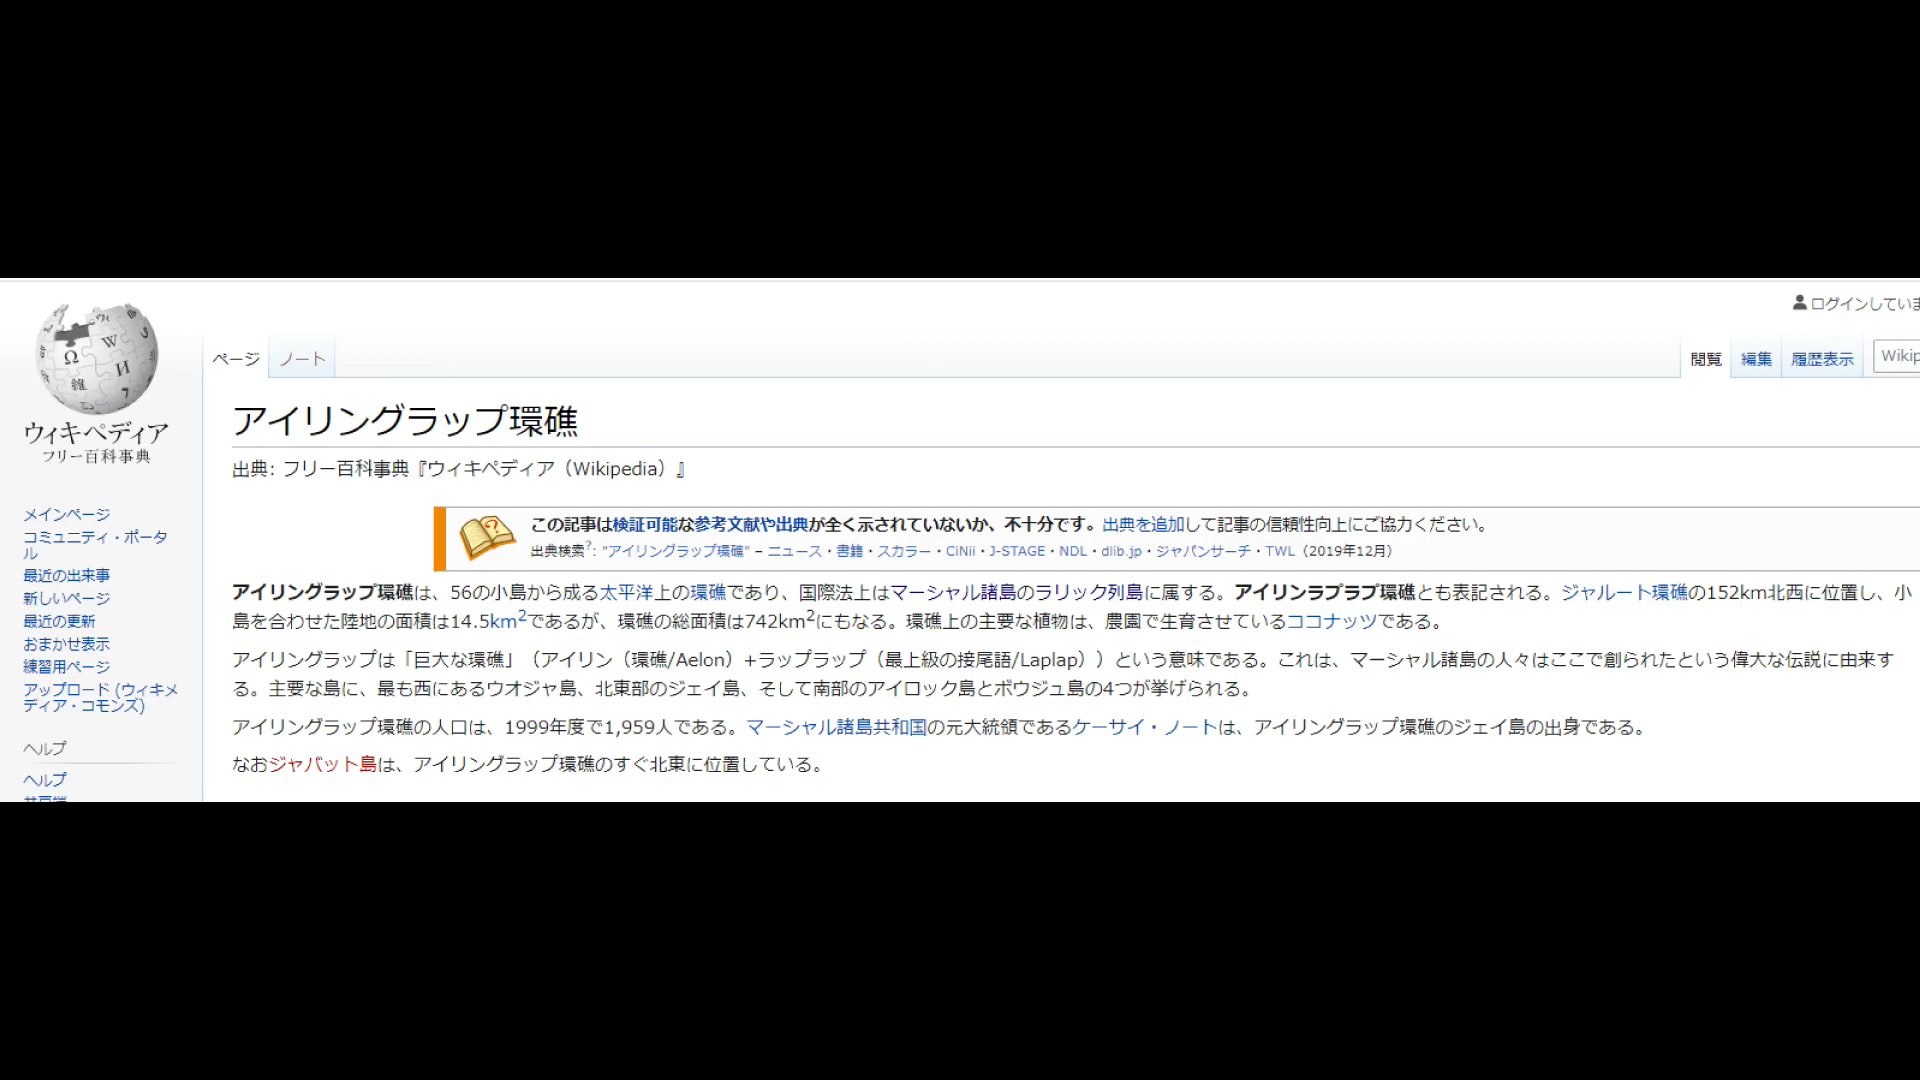 ログインしていま
ページ ノート 閲覧 編集 履歴表示 Wikip
ウィキペディア
フリー百科事典
アイリングラップ環礁
出典: フリー百科事典『ウィキペディア（Wikipedia）』
この記事は検証可能な参考文献や出典が全く示されていないか、不十分です。出典を追加して記事の信頼性向上にご協力ください。
出典検索?: "アイリングラップ環礁" – ニュース・書籍・スカラー・CiNii・J-STAGE・NDL・dlib.jp・ジャパンサーチ・TWL（2019年12月）
アイリングラップ環礁は、56の小島から成る太平洋上の環礁であり、国際法上はマーシャル諸島のラリック列島に属する。アイリンラプラプ環礁とも表記される。ジャルート環礁の152km北西に位置し、小
島を合わせた陸地の面積は14.5km2であるが、環礁の総面積は742km2にもなる。環礁上の主要な植物は、農園で生育させているココナッツである。
アイリングラップは「巨大な環礁」（アイリン（環礁/Aelon）+ラップラップ（最上級の接尾語/Laplap））という意味である。これは、マーシャル諸島の人々はここで創られたという偉大な伝説に由来す
る。主要な島に、最も西にあるウオジャ島、北東部のジェイ島、そして南部のアイロック島とボウジュ島の4つが挙げられる。
アイリングラップ環礁の人口は、1999年度で1,959人である。マーシャル諸島共和国の元大統領であるケーサイ・ノートは、アイリングラップ環礁のジェイ島の出身である。
なおジャバット島は、アイリングラップ環礁のすぐ北東に位置している。
メインページ
コミュニティ・ポータ
ル
最近の出来事
新しいページ
最近の更新
おまかせ表示
練習用ページ
アップロード (ウィキメ
ディア・コモンズ)
ヘルプ
ヘルプ